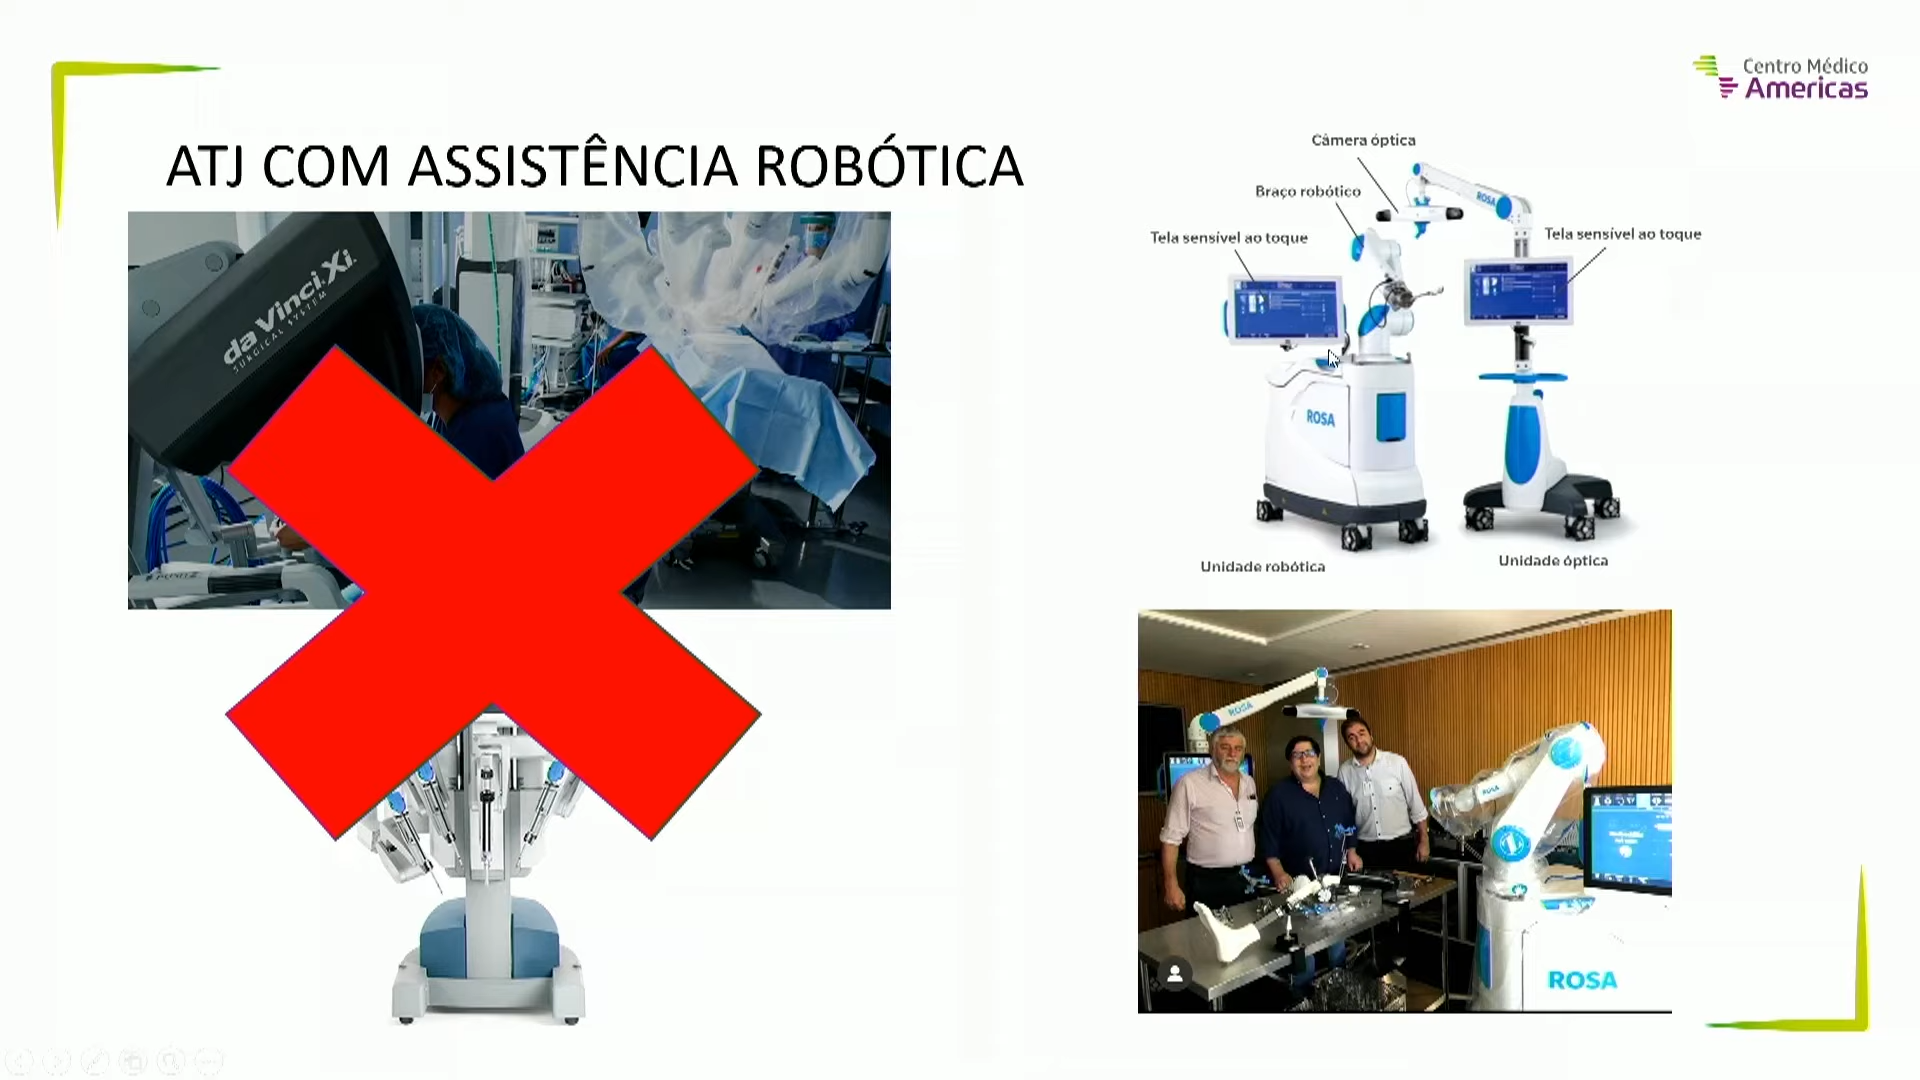 Centro Médico
Americas
ATJ COM ASSISTÊNCIA ROBÓTICA
da Vinci Xi
SURGICAL SYSTEM
Câmera óptica
Braço robótico
Tela sensível ao toque
Tela sensível ao toque
ROSA
ROSA
Unidade robótica
Unidade óptica
ROSA
ROSA
ROSA